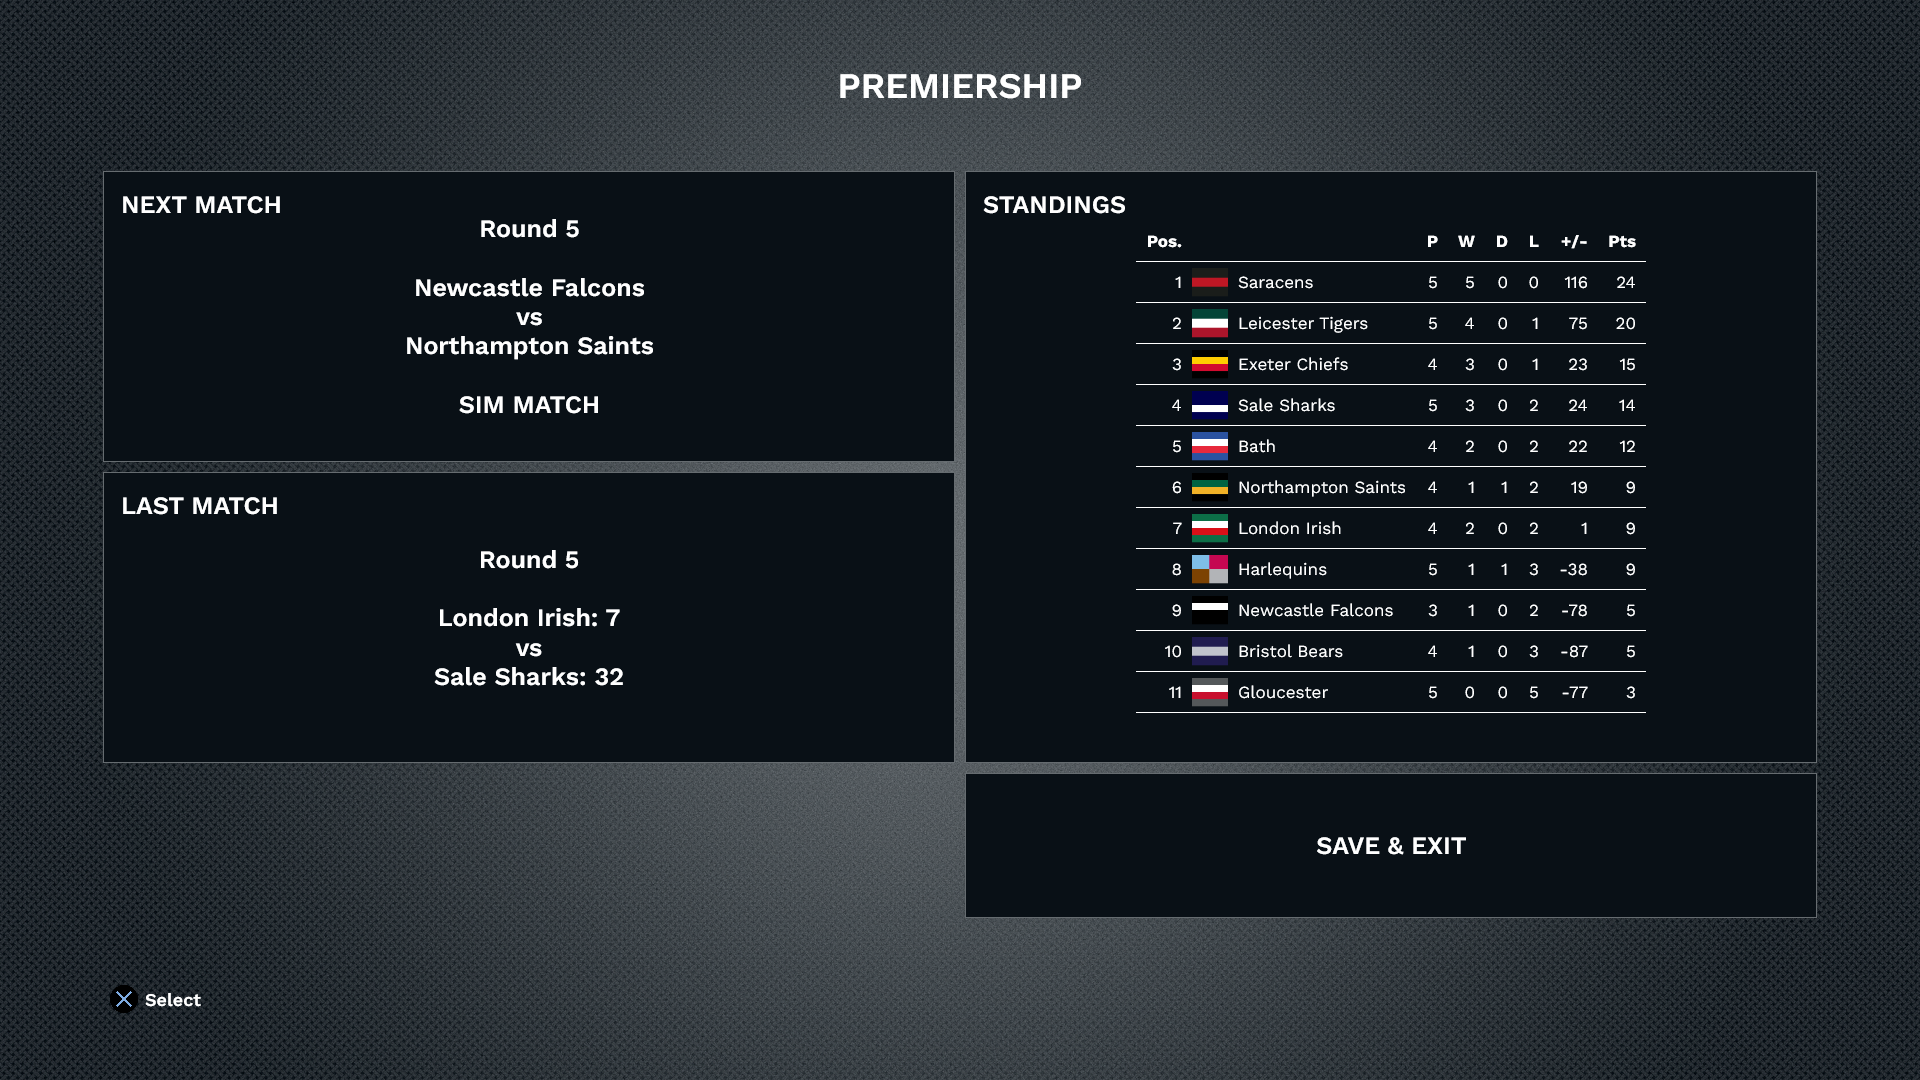 PREMIERSHIP
NEXT MATCH
Round 5
Newcastle Falcons
vs
Northampton Saints
SIM MATCH
LAST MATCH
Round 5
London Irish: 7
vs
Sale Sharks: 32
STANDINGS
Pos. P W D L +/- Pts
1 Saracens 5 5 0 0 116 24
2 Leicester Tigers 5 4 0 1 75 20
3 Exeter Chiefs 4 3 0 1 23 15
4 Sale Sharks 5 3 0 2 24 14
5 Bath 4 2 0 2 22 12
6 Northampton Saints 4 1 1 2 19 9
7 London Irish 4 2 0 2 1 9
8 Harlequins 5 1 1 3 -38 9
9 Newcastle Falcons 3 1 0 2 -78 5
10 Bristol Bears 4 1 0 3 -87 5
11 Gloucester 5 0 0 5 -77 3
SAVE & EXIT
Select